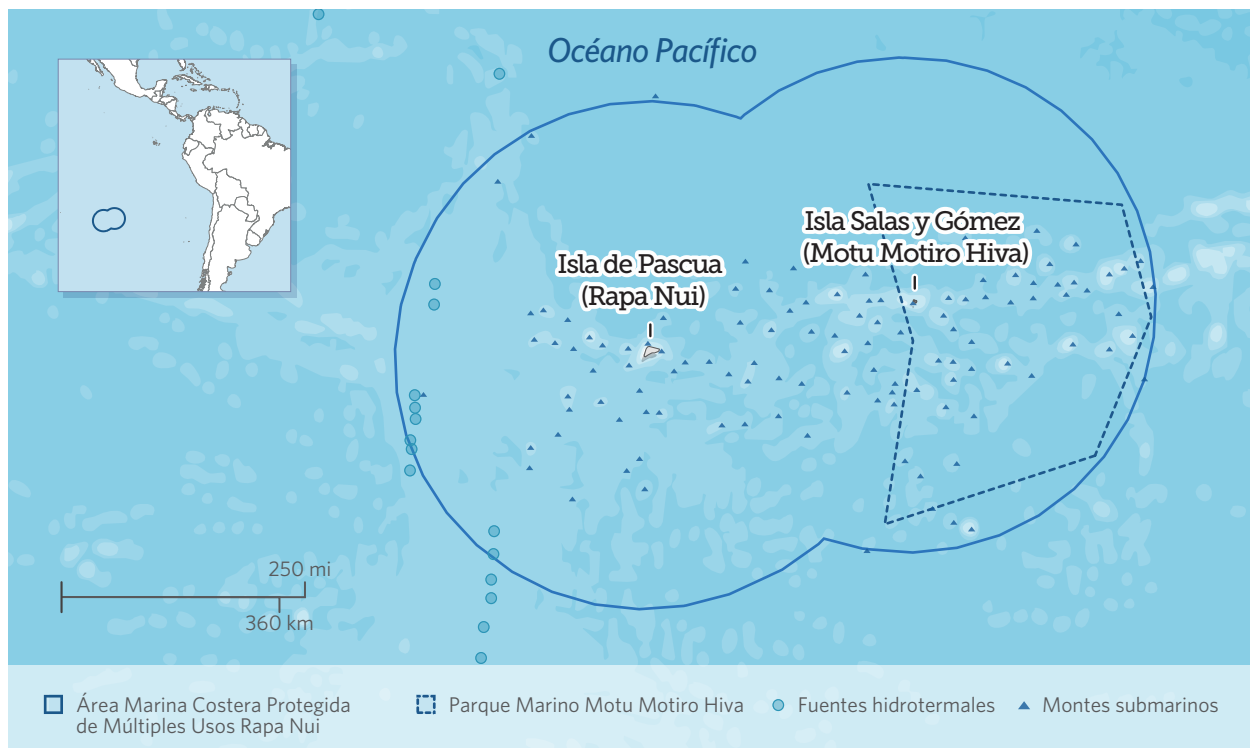 Océano Pacífico
Isla Salas y Gómez
(Motu Motiro Hiva)
Isla de Pascua
(Rapa Nui)
250 mi
360 km
Área Marina Costera Protegida
de Múltiples Usos Rapa Nui
Parque Marino Motu Motiro Hiva
Fuentes hidrotermales
Montes submarinos